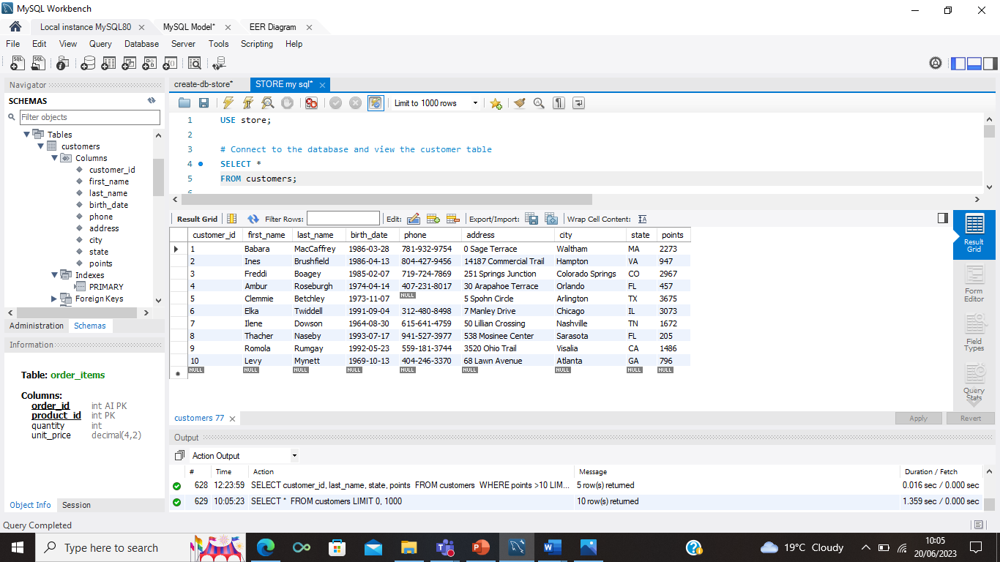 MySQL Workbench
Local instance MySQL80 MySQL Model* EER Diagram
File Edit View Query Database Server Tools Scripting Help
Navigator
SCHEMAS
Filter objects
Tables
customers
Columns
customer_id
first_name
last_name
birth_date
phone
address
city
state
points
Indexes
PRIMARY
Foreign Keys
Administration Schemas
Information
Table: order_items
Columns:
order_id int AI PK
product_id int PK
quantity int
unit_price decimal(4,2)
Object Info Session
create-db-store* STORE my sql*
Limit to 1000 rows
1 USE store;
2
3 # Connect to the database and view the customer table
4 SELECT *
5 FROM customers;
Result Grid Filter Rows: Edit: Export/Import: Wrap Cell Content:
customer_id first_name last_name birth_date phone address city state points
1 Babara MacCaffrey 1986-03-28 781-932-9754 0 Sage Terrace Waltham MA 2273
2 Ines Brushfield 1986-04-13 804-427-9456 14187 Commercial Trail Hampton VA 947
3 Freddi Boagey 1985-02-07 719-724-7869 251 Springs Junction Colorado Springs CO 2967
4 Ambur Roseburgh 1974-04-14 407-231-8017 30 Arapahoe Terrace Orlando FL 457
5 Clemmie Betchley 1973-11-07 NULL 5 Spohn Circle Arlington TX 3675
6 Elka Twiddell 1991-09-04 312-480-8498 7 Manley Drive Chicago IL 3073
7 Ilene Dowson 1964-08-30 615-641-4759 50 Lillian Crossing Nashville TN 1672
8 Thacher Naseby 1993-07-17 941-527-3977 538 Mosinee Center Sarasota FL 205
9 Romola Rumgay 1992-05-23 559-181-3744 3520 Ohio Trail Visalia CA 1486
10 Levy Mynett 1969-10-13 404-246-3370 68 Lawn Avenue Atlanta GA 796
NULL NULL NULL NULL NULL NULL NULL NULL NULL
Result
Grid
Form
Editor
Field
Types
Query
Stats
customers 77 Apply Revert
Output
Action Output
# Time Action Message Duration / Fetch
628 12:23:59 SELECT customer_id, last_name, state, points FROM customers WHERE points >10 LIM... 5 row(s) returned 0.016 sec / 0.000 sec
629 10:05:23 SELECT * FROM customers LIMIT 0, 1000 10 row(s) returned 1.359 sec / 0.000 sec
Query Completed
Type here to search 19°C Cloudy 10:05
20/06/2023